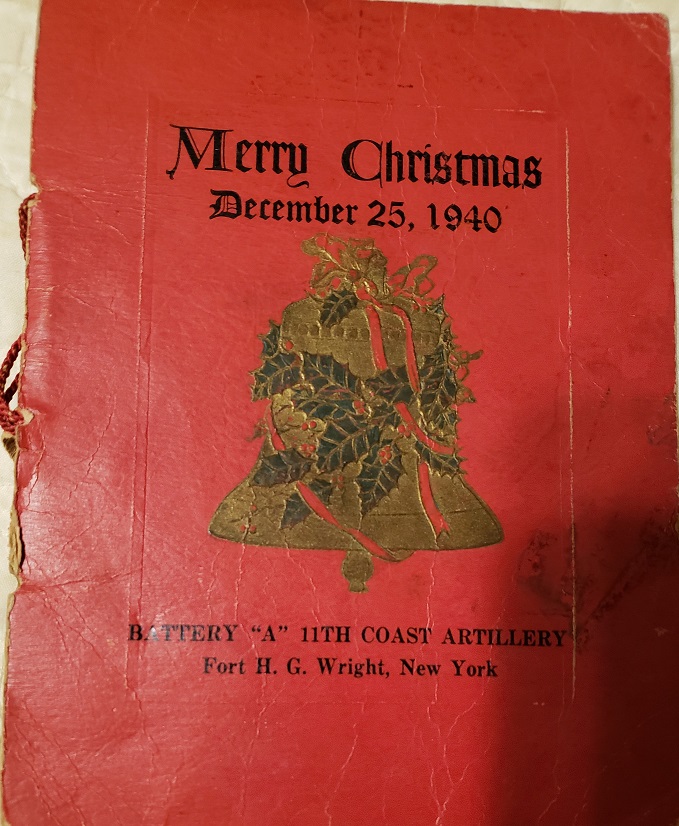 Merry Christmas
December 25, 1940
BATTERY "A" 11TH COAST ARTILLERY
Fort H. G. Wright, New York